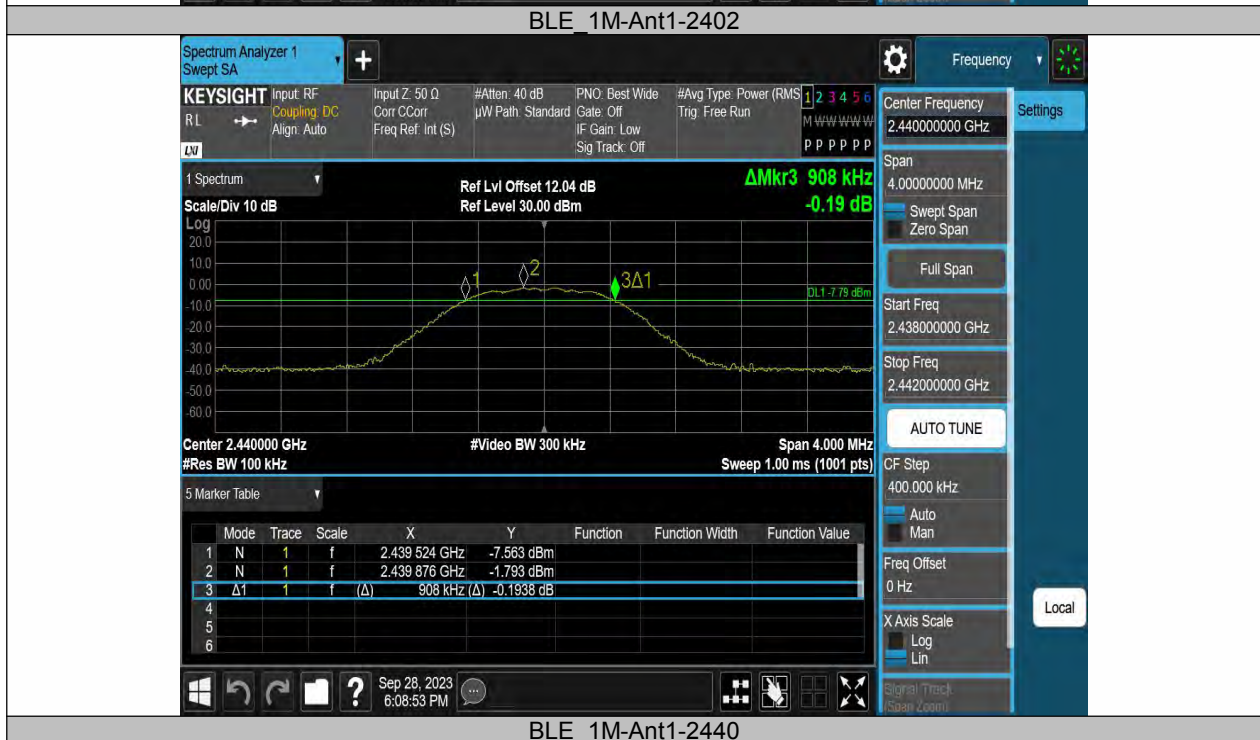 BLE_1M-Ant1-2402
Spectrum Analyzer 1
Swept SA
+
Frequency
KEYSIGHT
RL
LXI
Input: RF
Coupling: DC
Align: Auto
Input Z: 50 Ω
Corr CCorr
Freq Ref: Int (S)
#Atten: 40 dB
µW Path: Standard
PNO: Best Wide
Gate: Off
IF Gain: Low
Sig Track: Off
#Avg Type: Power (RMS
Trig: Free Run
1 2 3 4 5 6
M W W W W W
P P P P P P
Center Frequency
2.440000000 GHz
Settings
Span
4.00000000 MHz
Swept Span
Zero Span
Full Span
Start Freq
2.438000000 GHz
Stop Freq
2.442000000 GHz
AUTO TUNE
CF Step
400.000 kHz
Auto
Man
Freq Offset
0 Hz
X Axis Scale
Log
Lin
Signal Track
(Span Zoom)
Local
1 Spectrum
Scale/Div 10 dB
Log
Ref Lvl Offset 12.04 dB
Ref Level 30.00 dBm
ΔMkr3 908 kHz
-0.19 dB
20.0
10.0
0.00
-10.0
-20.0
-30.0
-40.0
-50.0
-60.0
1
2
3Δ1
DL1 -7.79 dBm
Center 2.440000 GHz
#Video BW 300 kHz
Span 4.000 MHz
#Res BW 100 kHz
Sweep 1.00 ms (1001 pts)
5 Marker Table
Mode Trace Scale X Y Function Function Width Function Value
1 N 1 f 2.439 524 GHz -7.563 dBm
2 N 1 f 2.439 876 GHz -1.793 dBm
3 Δ1 1 f (Δ) 908 kHz (Δ) -0.1938 dB
4
5
6
?
Sep 28, 2023
6:08:53 PM
BLE_1M-Ant1-2440